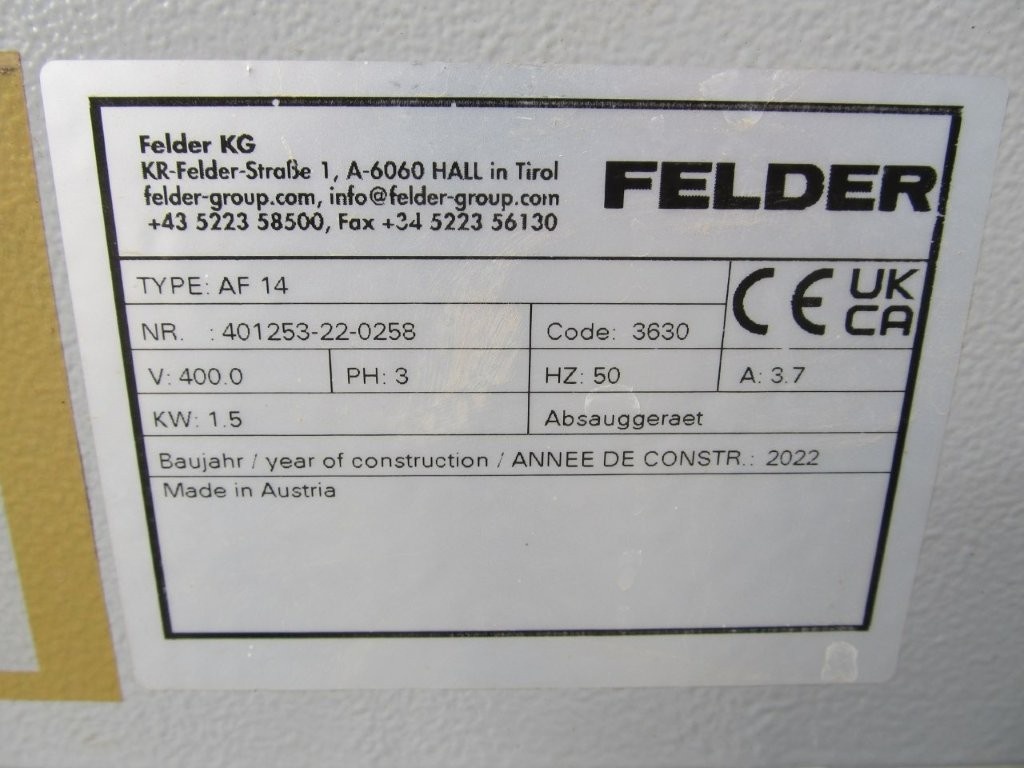 Felder KG
KR-Felder-Straße 1, A-6060 HALL in Tirol
felder-group.com, info@felder-group.com
+43 5223 58500, Fax +34 5223 56130
FELDER
TYPE: AF 14
CE UK CA
NR. : 401253-22-0258 Code: 3630
V: 400.0 PH: 3 HZ: 50 A: 3.7
KW: 1.5 Absauggeraet
Baujahr / year of construction / ANNEE DE CONSTR.: 2022
Made in Austria